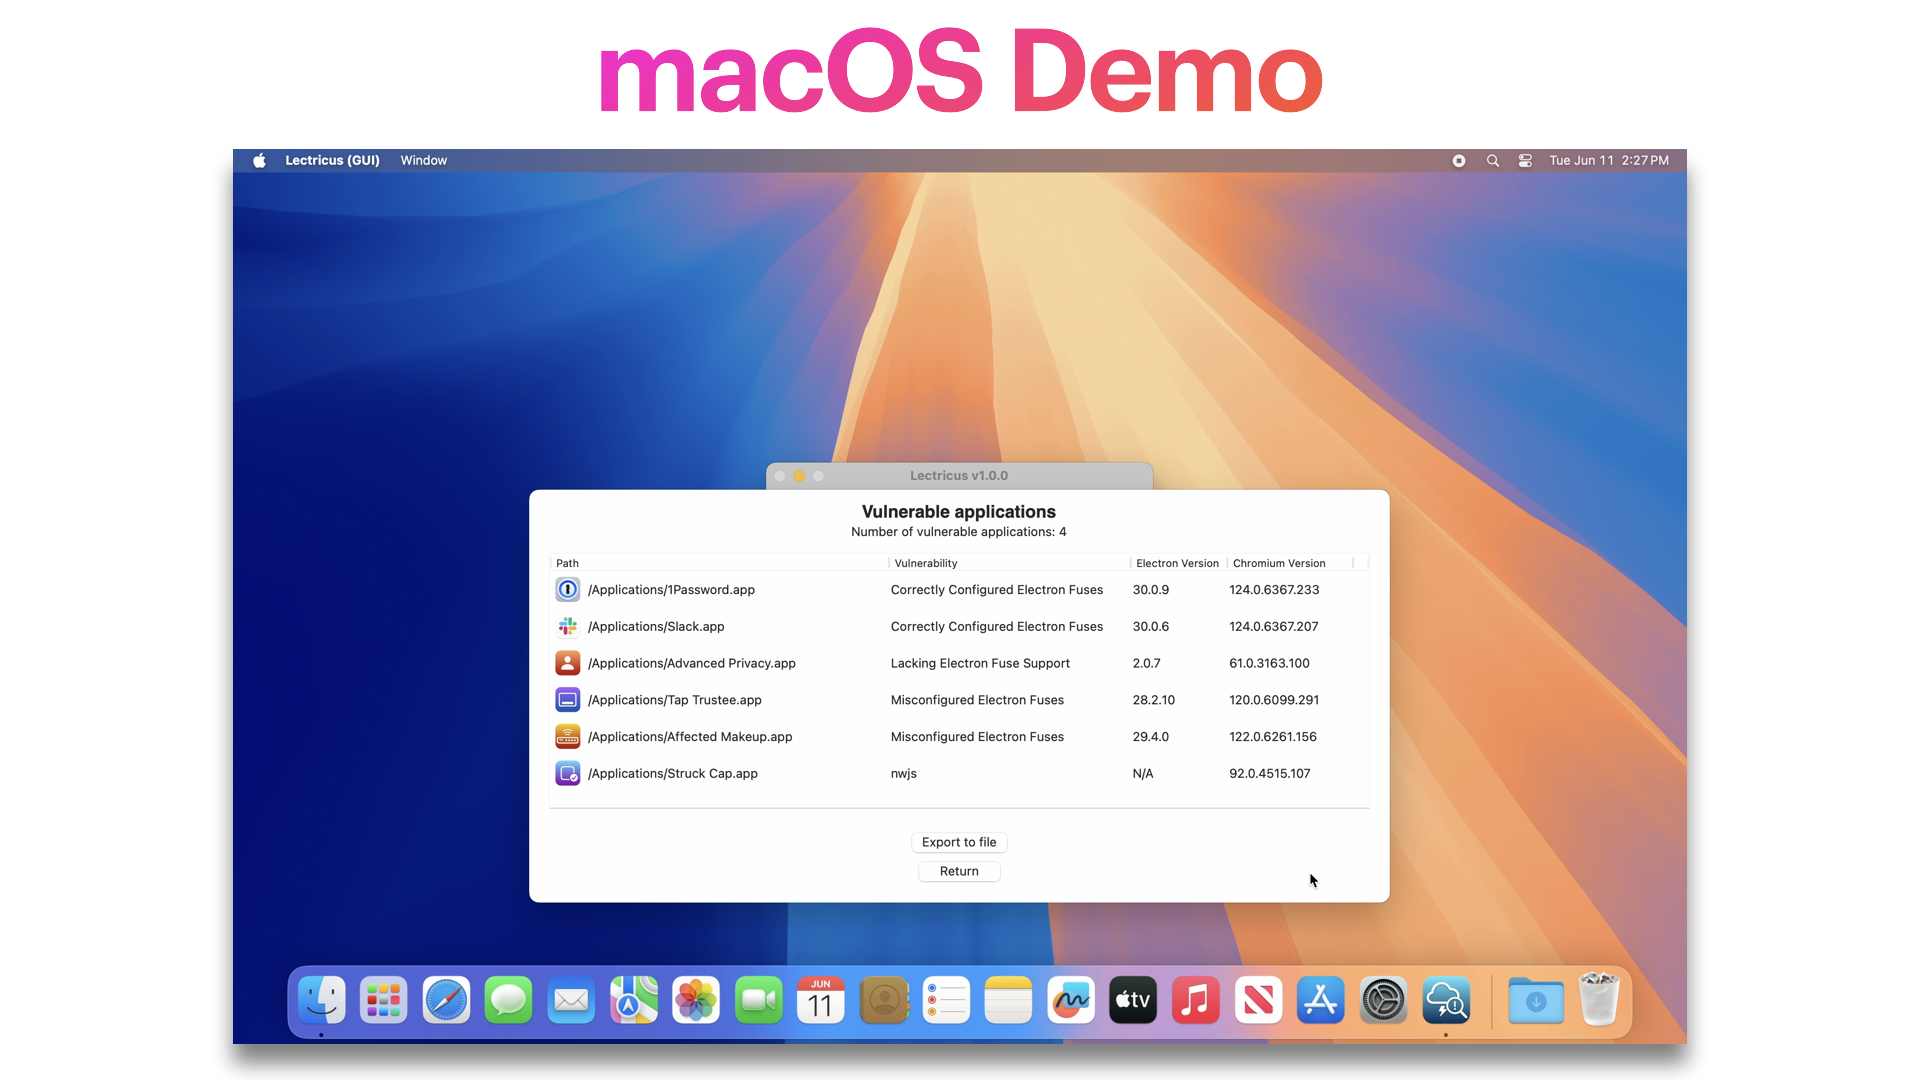 macOS Demo
Lectricus (GUI) Window Tue Jun 11 2:27 PM
Lectricus v1.0.0
Vulnerable applications
Number of vulnerable applications: 4
Path Vulnerability Electron Version Chromium Version
/Applications/1Password.app Correctly Configured Electron Fuses 30.0.9 124.0.6367.233
/Applications/Slack.app Correctly Configured Electron Fuses 30.0.6 124.0.6367.207
/Applications/Advanced Privacy.app Lacking Electron Fuse Support 2.0.7 61.0.3163.100
/Applications/Tap Trustee.app Misconfigured Electron Fuses 28.2.10 120.0.6099.291
/Applications/Affected Makeup.app Misconfigured Electron Fuses 29.4.0 122.0.6261.156
/Applications/Struck Cap.app nwjs N/A 92.0.4515.107
Export to file
Return
JUN
11
tv